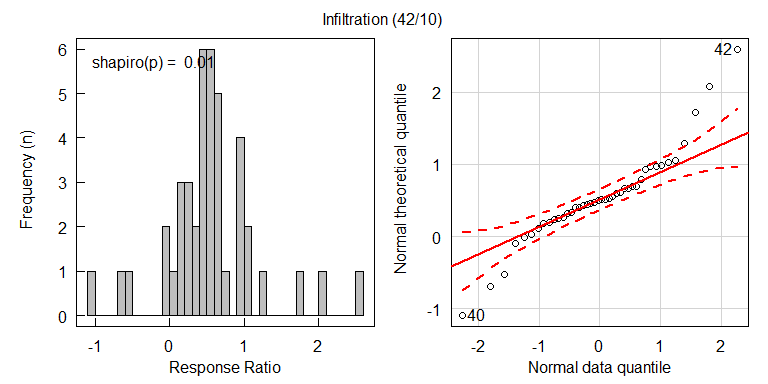 Infiltration (42/10)
shapiro(p) = 0.01
Frequency (n)
6
5
4
3
2
1
0
-1 0 1 2
Response Ratio
Normal theoretical quantile
2
1
0
-1
42
40
-2 -1 0 1 2
Normal data quantile